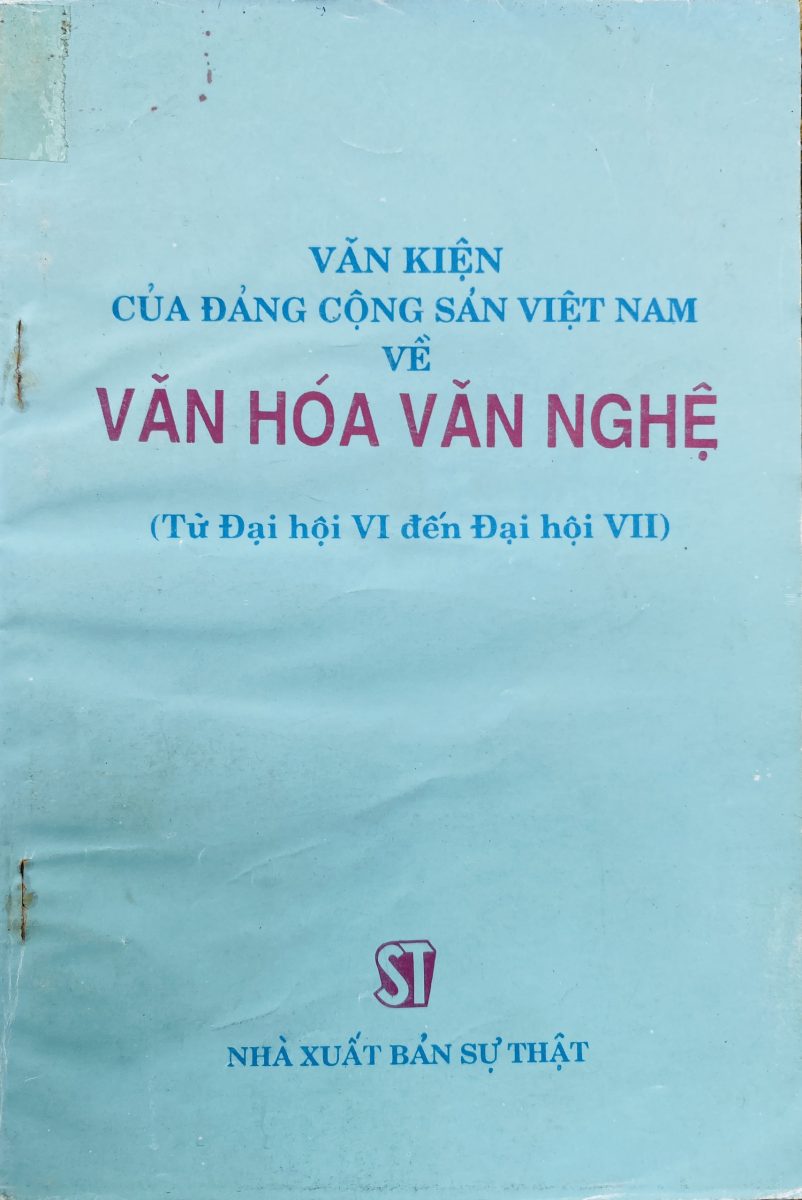 VĂN KIỆN
CỦA ĐẢNG CỘNG SẢN VIỆT NAM
VỀ
VĂN HÓA VĂN NGHỆ
(Từ Đại hội VI đến Đại hội VII)
ST
NHÀ XUẤT BẢN SỰ THẬT